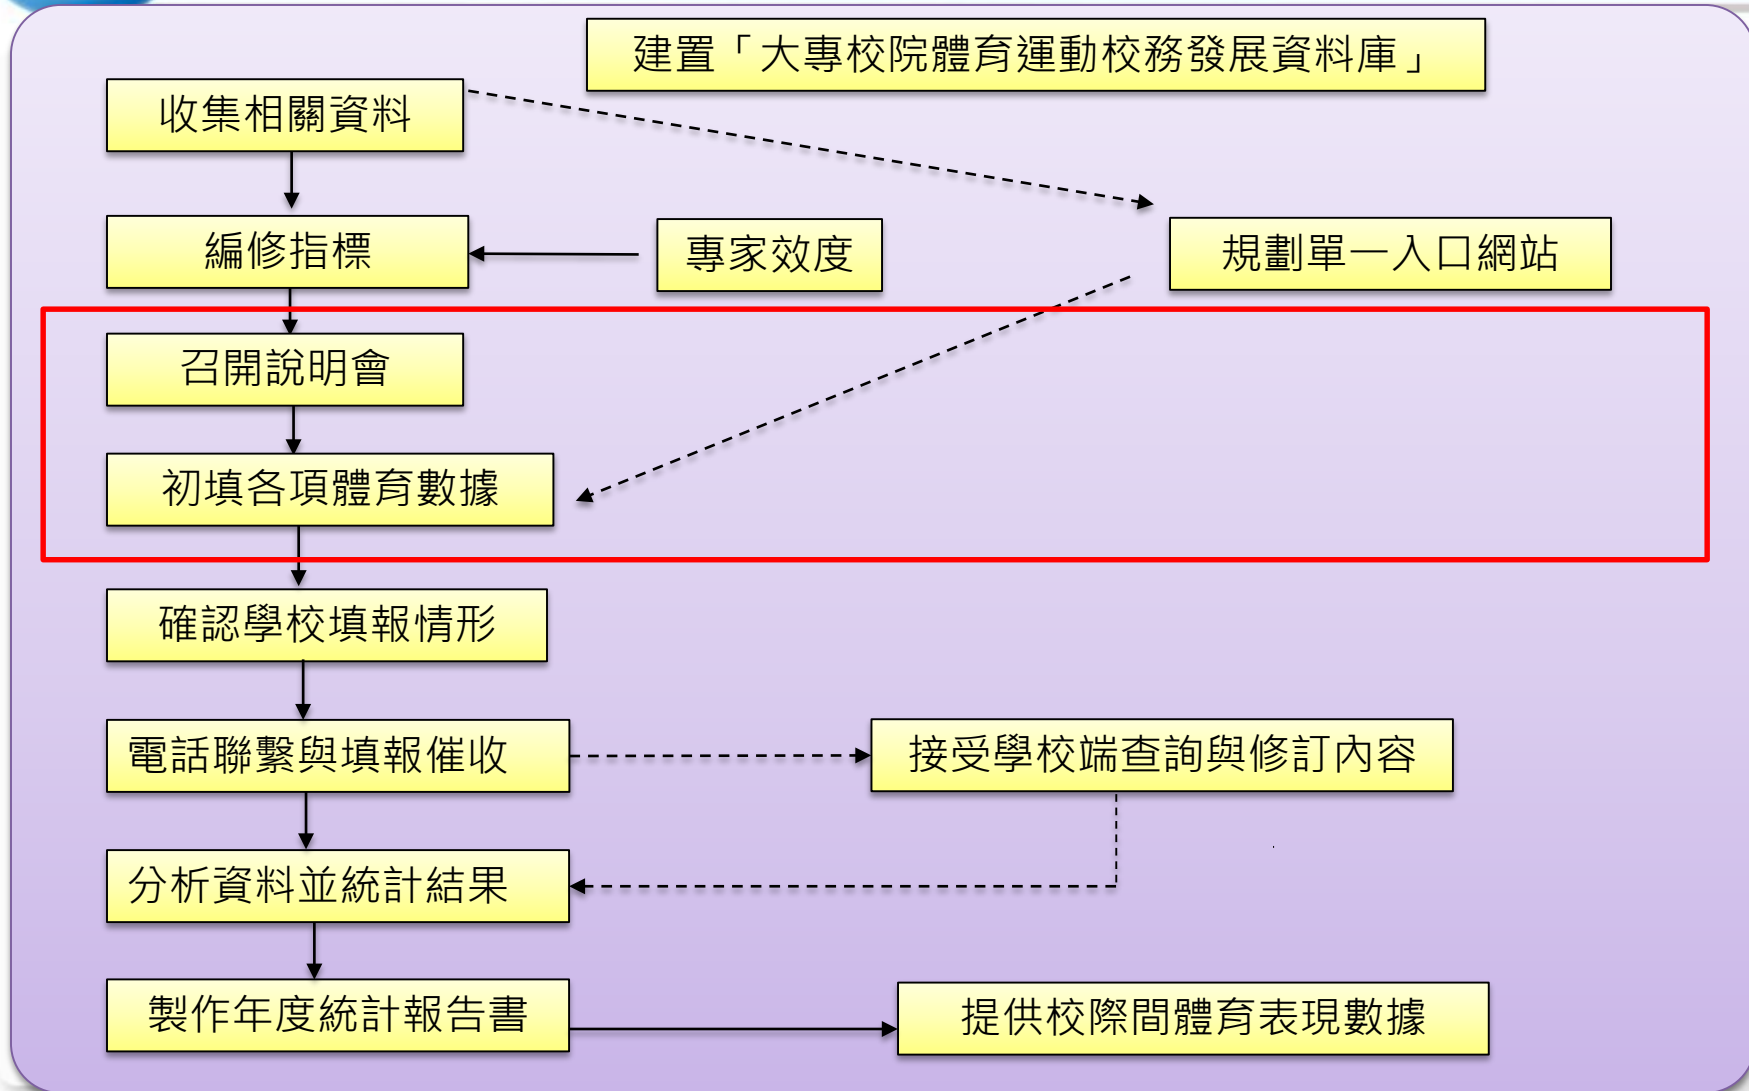 建置「大專校院體育運動校務發展資料庫」
收集相關資料
編修指標
專家效度
規劃單一入口網站
召開說明會
初填各項體育數據
確認學校填報情形
電話聯繫與填報催收
接受學校端查詢與修訂內容
分析資料並統計結果
製作年度統計報告書
提供校際間體育表現數據